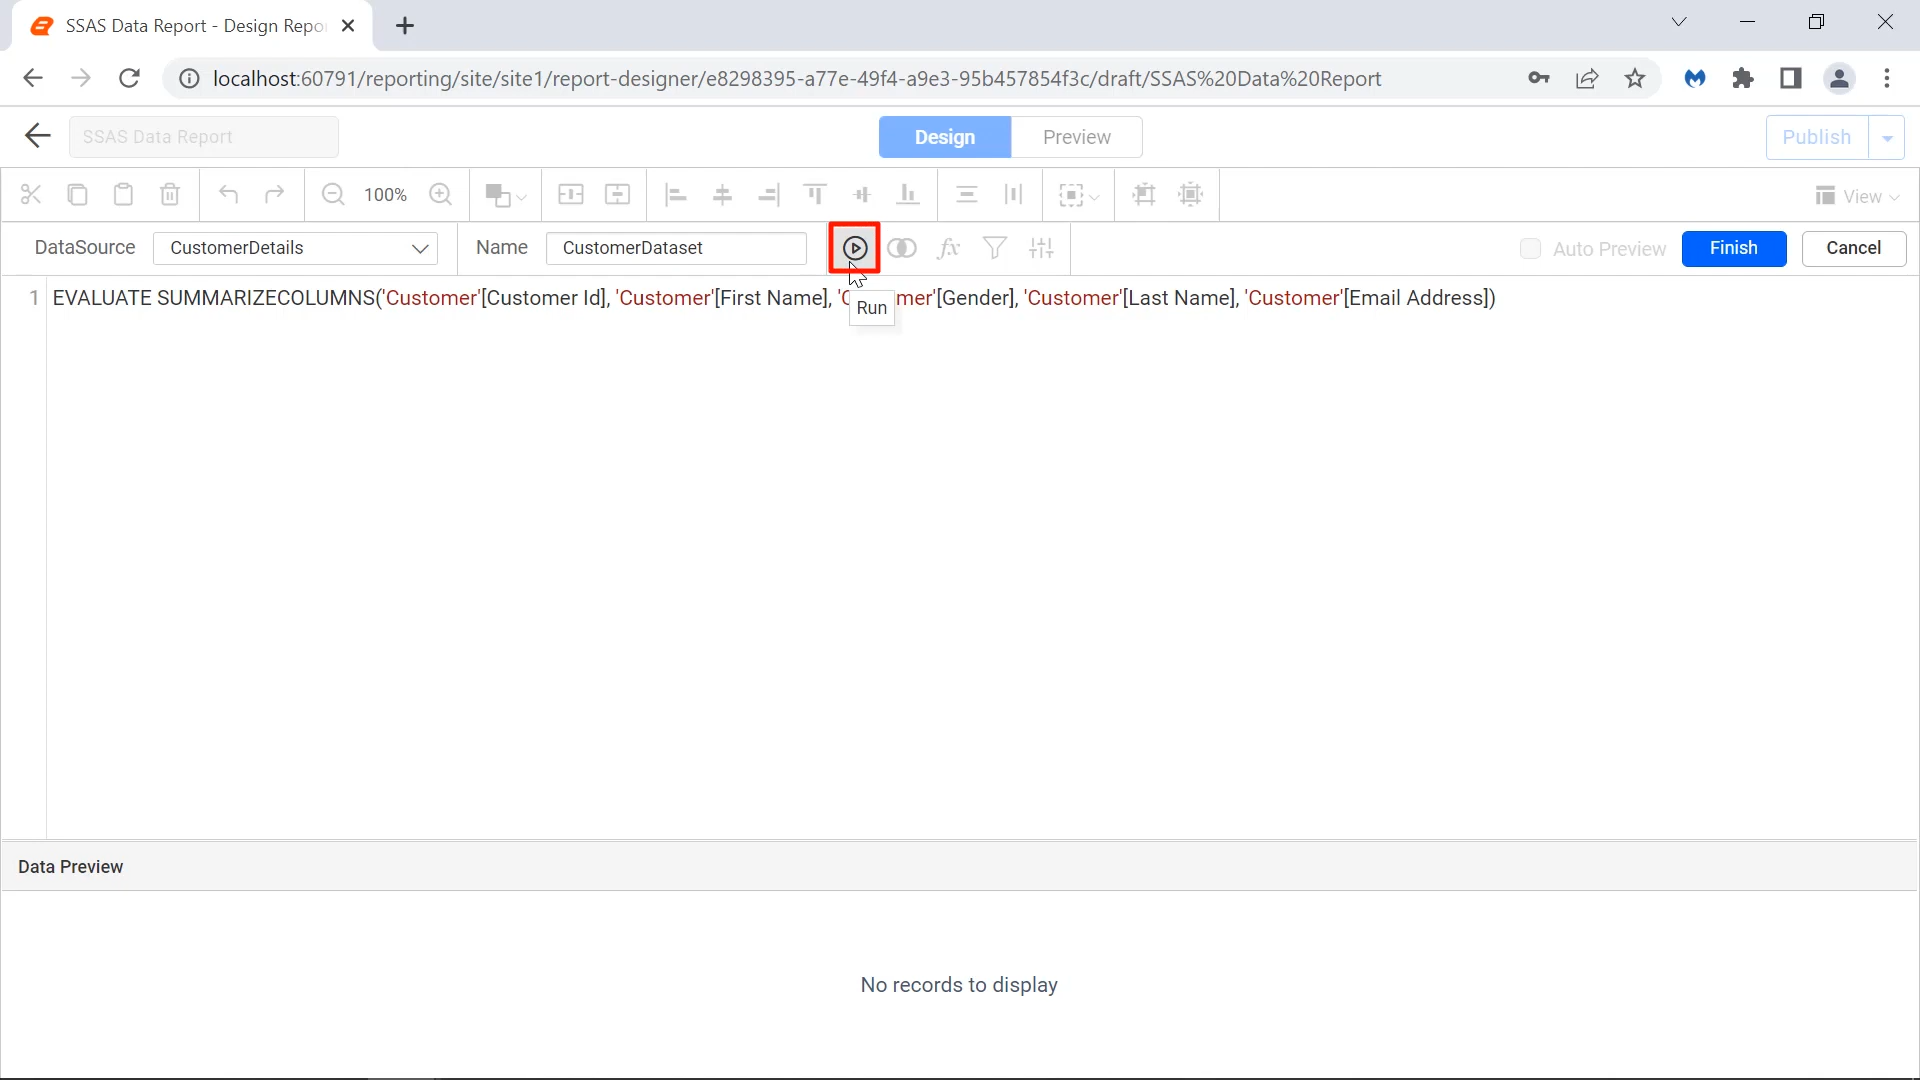 SSAS Data Report - Design Repo
localhost:60791/reporting/site/site1/report-designer/e8298395-a77e-49f4-a9e3-95b457854f3c/draft/SSAS%20Data%20Report
SSAS Data Report
Design
Preview
Publish
100%
View
DataSource
CustomerDetails
Name
CustomerDataset
fx
Auto Preview
Finish
Cancel
1 EVALUATE SUMMARIZECOLUMNS('Customer'[Customer Id], 'Customer'[First Name], 'C mer'[Gender], 'Customer'[Last Name], 'Customer'[Email Address])
Run
Data Preview
No records to display